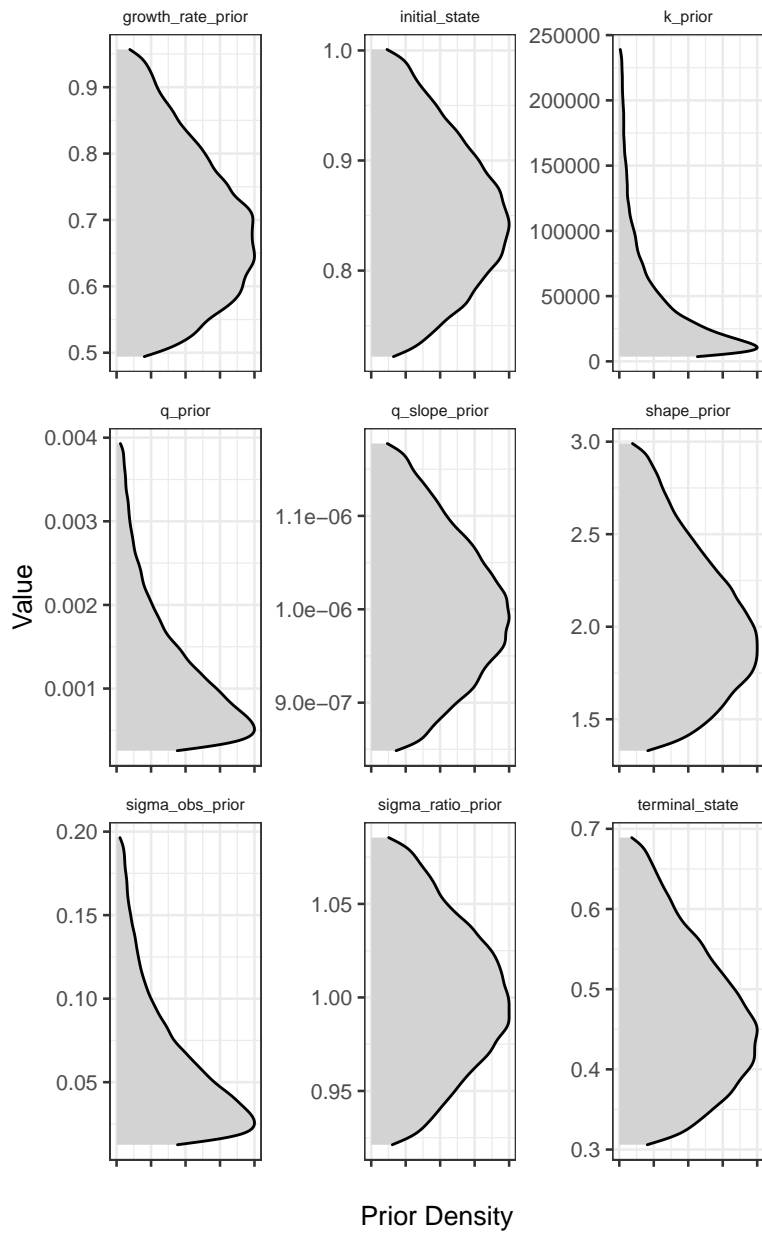 growth_rate_prior
initial_state
k_prior
0.9
0.8
0.7
0.6
0.5
1.0
0.9
0.8
250000
200000
150000
100000
50000
0
q_prior
q_slope_prior
shape_prior
0.004
0.003
0.002
0.001
1.1e−06
1.0e−06
9.0e−07
3.0
2.5
2.0
1.5
Value
sigma_obs_prior
sigma_ratio_prior
terminal_state
0.20
0.15
0.10
0.05
1.05
1.00
0.95
0.7
0.6
0.5
0.4
0.3
Prior Density